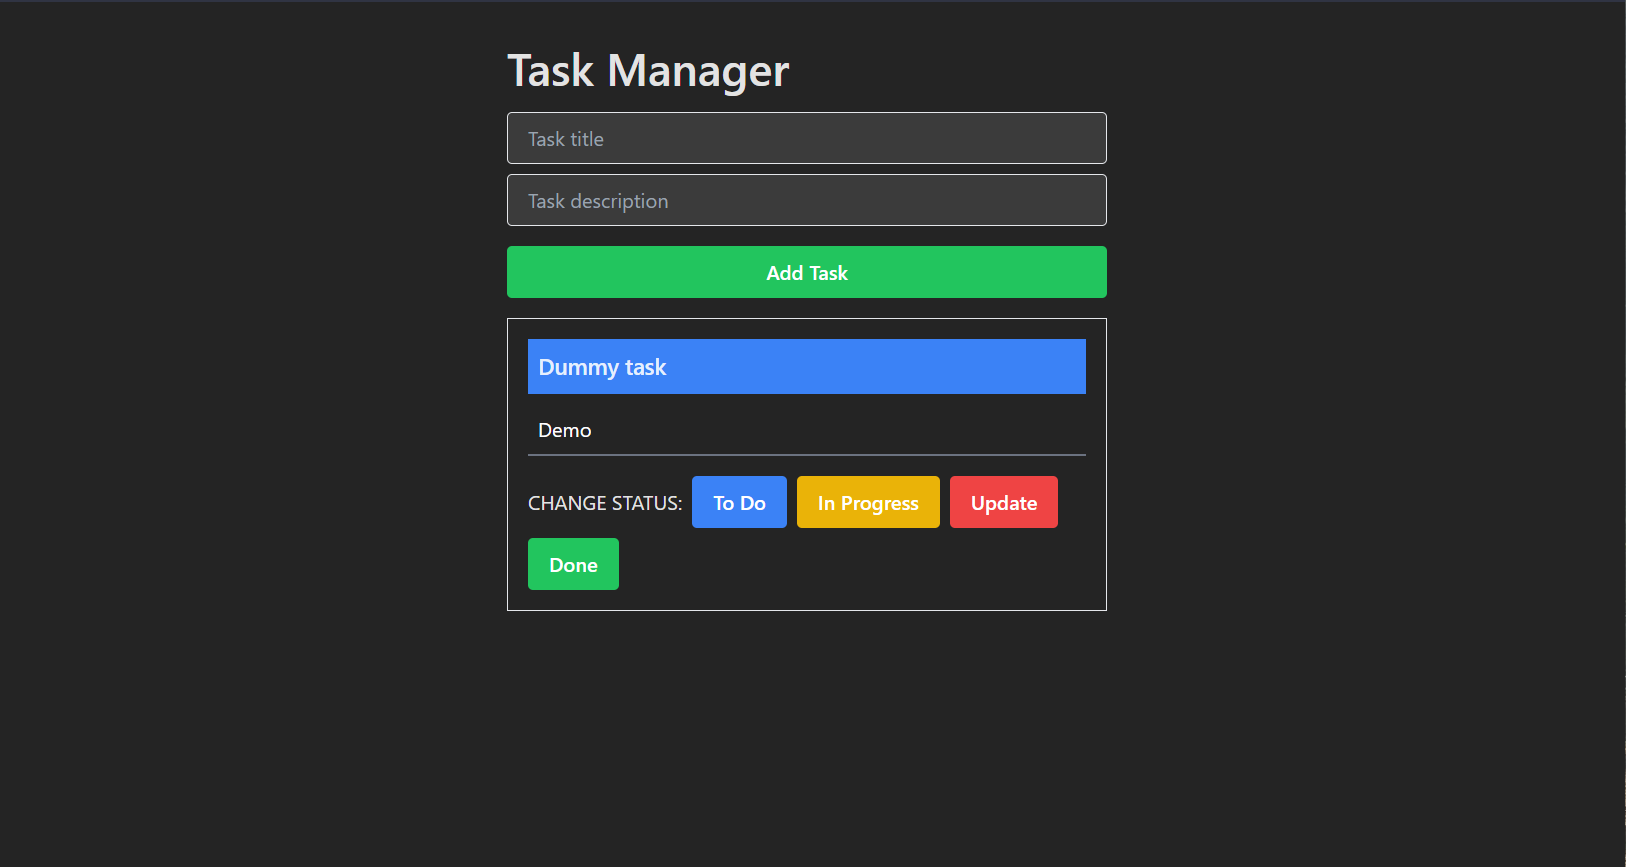 Task Manager
Task title
Task description
Add Task
Dummy task
Demo
CHANGE STATUS: To Do In Progress Update
Done